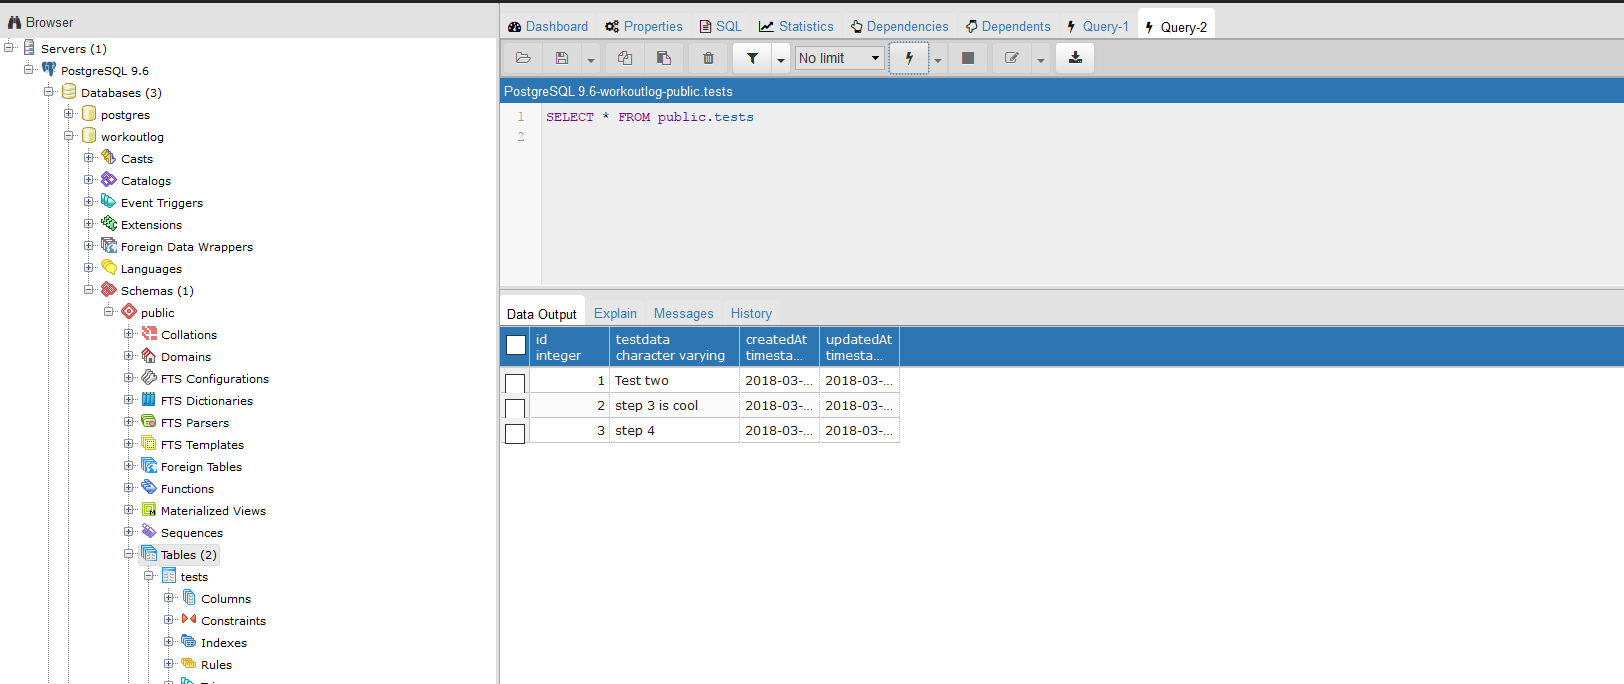 Browser
Servers (1)
PostgreSQL 9.6
Databases (3)
postgres
workoutlog
Casts
Catalogs
Event Triggers
Extensions
Foreign Data Wrappers
Languages
Schemas (1)
public
Collations
Domains
FTS Configurations
FTS Dictionaries
FTS Parsers
FTS Templates
Foreign Tables
Functions
Materialized Views
Sequences
Tables (2)
tests
Columns
Constraints
Indexes
Rules
Dashboard Properties SQL Statistics Dependencies Dependents Query-1 Query-2
No limit
PostgreSQL 9.6-workoutlog-public.tests
1 SELECT * FROM public.tests
2
Data Output Explain Messages History
id testdata createdAt updatedAt
integer character varying timesta... timesta...
1 Test two 2018-03-... 2018-03-...
2 step 3 is cool 2018-03-... 2018-03-...
3 step 4 2018-03-... 2018-03-...